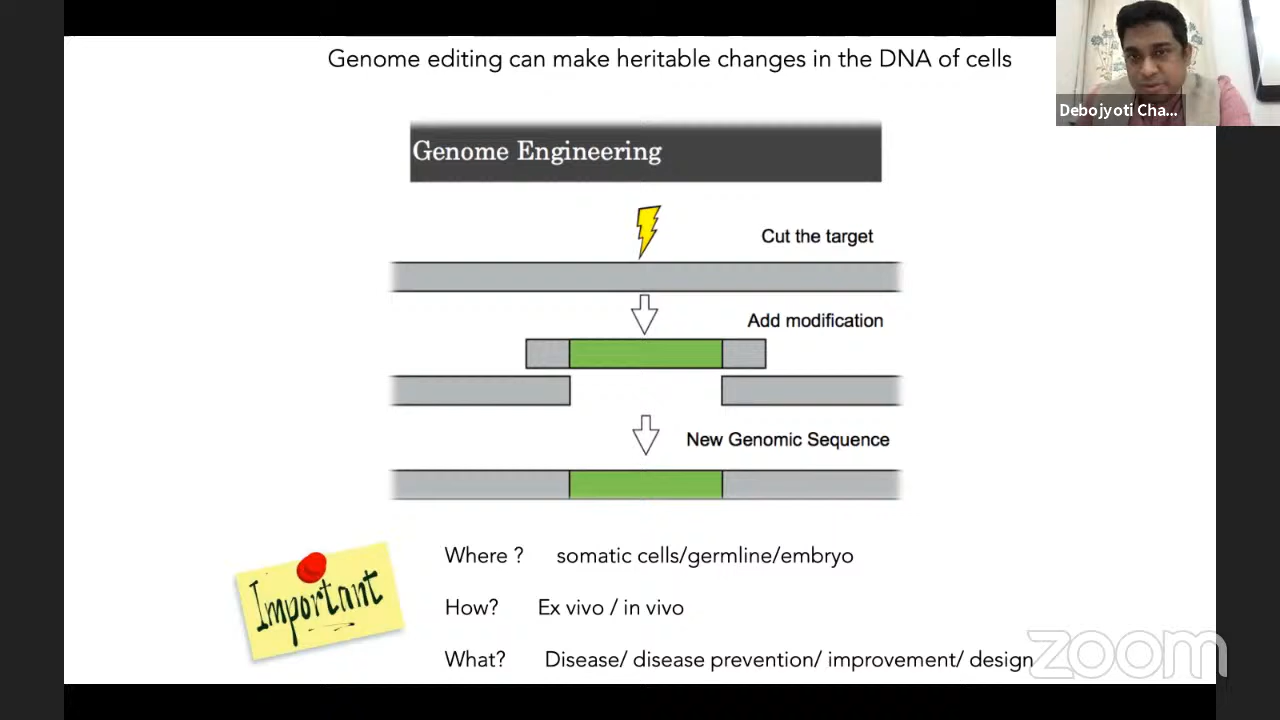 Genome editing can make heritable changes in the DNA of cells
Debojyoti Cha...
Genome Engineering
Cut the target
Add modification
New Genomic Sequence
Important
Where ? somatic cells/germline/embryo
How? Ex vivo / in vivo
What? Disease/ disease prevention/ improvement/ design
zoom